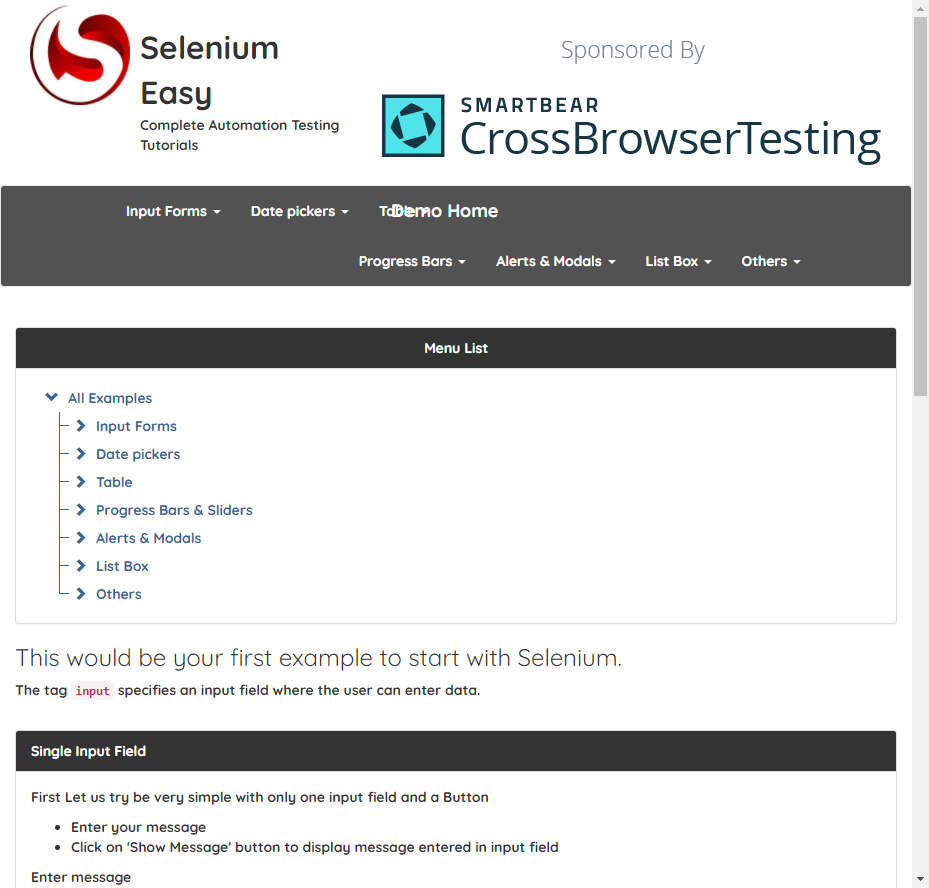 Selenium
Easy
Complete Automation Testing
Tutorials
Sponsored By
SMARTBEAR
CrossBrowserTesting
Input Forms
Date pickers
Table
Demo Home
Progress Bars
Alerts & Modals
List Box
Others
Menu List
All Examples
Input Forms
Date pickers
Table
Progress Bars & Sliders
Alerts & Modals
List Box
Others
This would be your first example to start with Selenium.
The tag input specifies an input field where the user can enter data.
Single Input Field
First Let us try be very simple with only one input field and a Button
Enter your message
Click on 'Show Message' button to display message entered in input field
Enter message